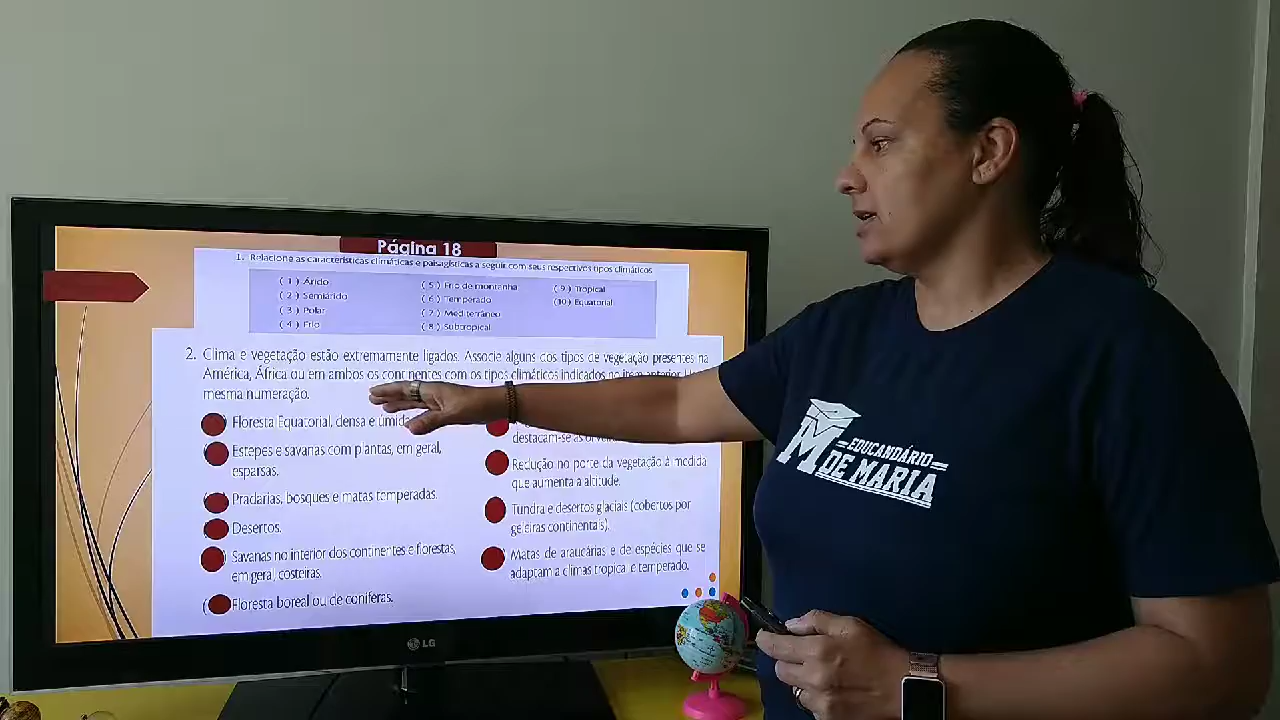 Página 18
1. Relacione as características climáticas e paisagísticas a seguir com seus respectivos tipos climáticos
( 1 ) Árido
( 2 ) Semiárido
( 3 ) Polar
( 4 ) Frio
( 5 ) Frio de montanha
( 6 ) Temperado
( 7 ) Mediterrâneo
( 8 ) Subtropical
( 9 ) Tropical
(10) Equatorial
2. Clima e vegetação estão extremamente ligados. Associe alguns dos tipos de vegetação presentes na
América, África ou em ambos os continentes com os tipos climáticos indicados no item anterior.
mesma numeração.
Floresta Equatorial, densa e úmida
Estepes e savanas com plantas, em geral,
esparsas.
Pradarias, bosques e matas temperadas.
Desertos.
Savanas no interior dos continentes e florestas,
em geral, costeiras.
Floresta boreal ou de coníferas.
destacam-se as
Redução no porte da vegetação à medida
que aumenta a altitude.
Tundra e desertos glaciais (cobertos por
geleiras continentais).
Matas de araucárias e de espécies que se
adaptam a climas tropical e temperado.
LG
EDUCANDÁRIO
DE MARIA